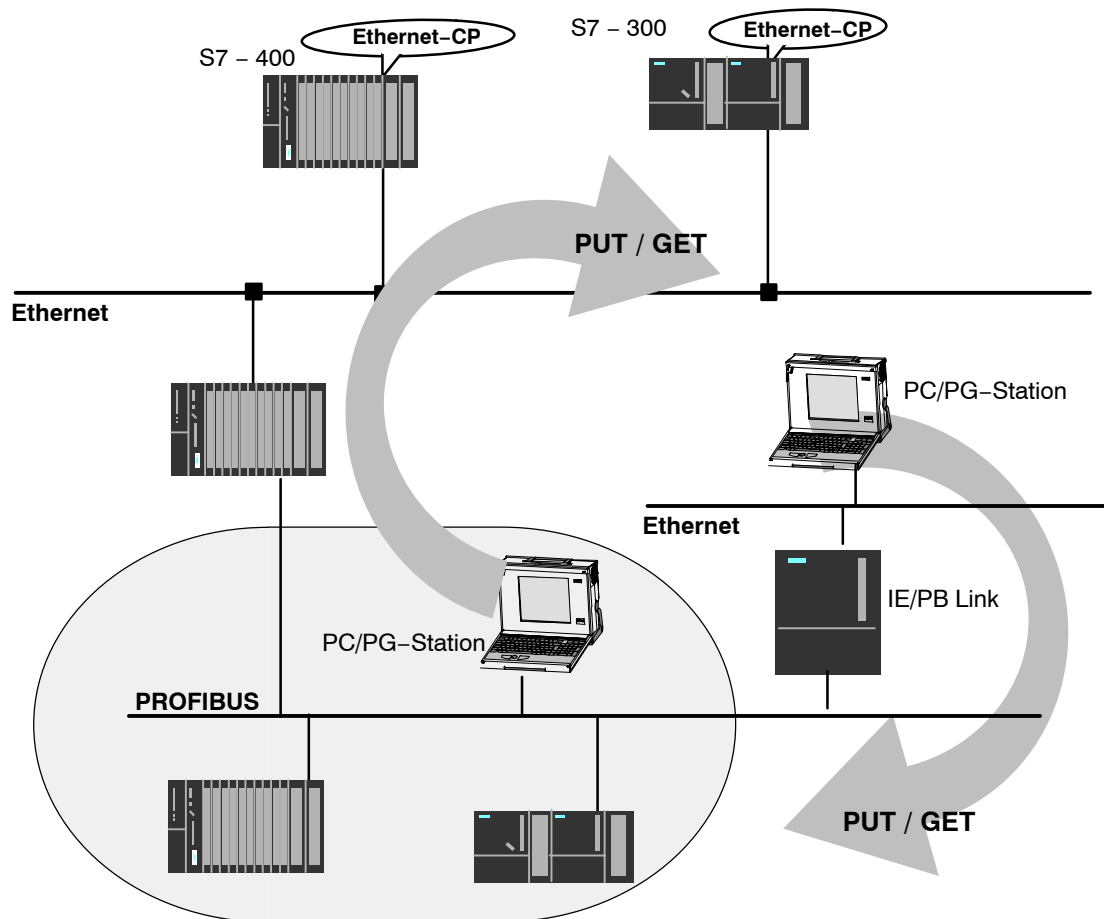 Ethernet–CP
S7 – 400
S7 – 300
Ethernet–CP
PUT / GET
Ethernet
PC/PG–Station
Ethernet
IE/PB Link
PC/PG–Station
PROFIBUS
PUT / GET